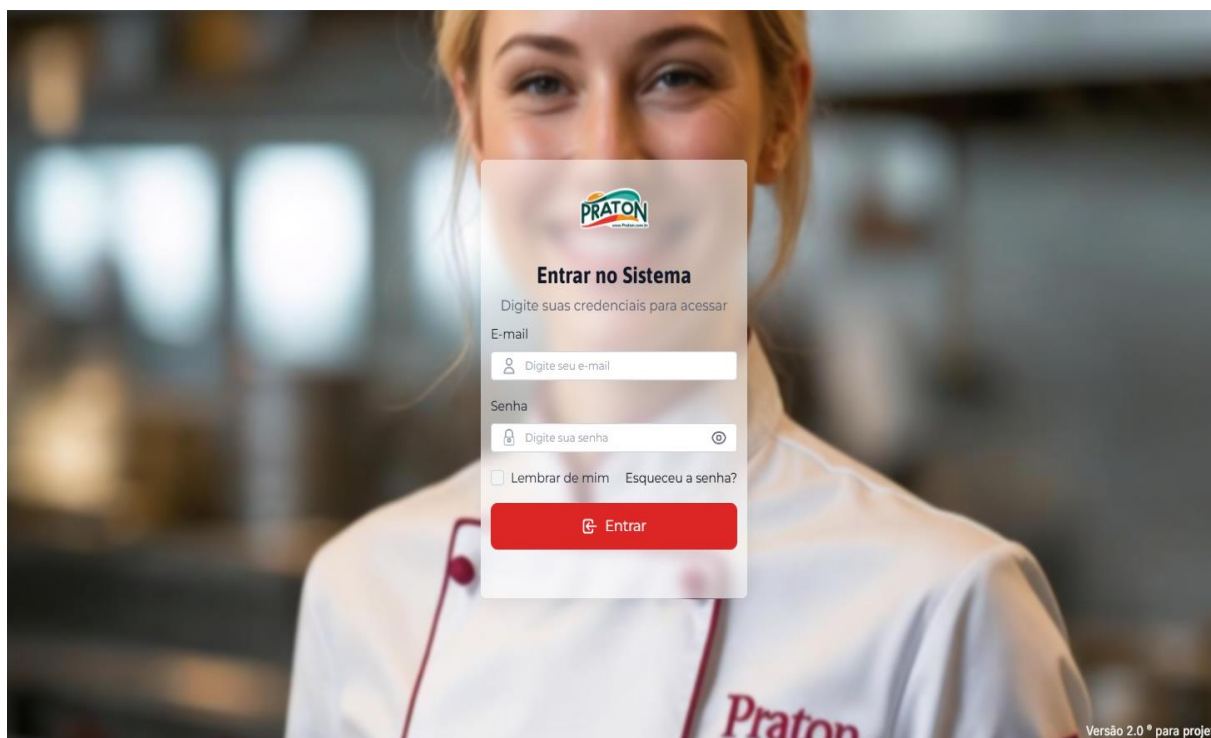 PRATON
Entrar no Sistema
Digite suas credenciais para acessar
E-mail
Digite seu e-mail
Senha
Digite sua senha
Lembrar de mim Esqueceu a senha?
Entrar
Praton
Versão 2.0 ® para proje